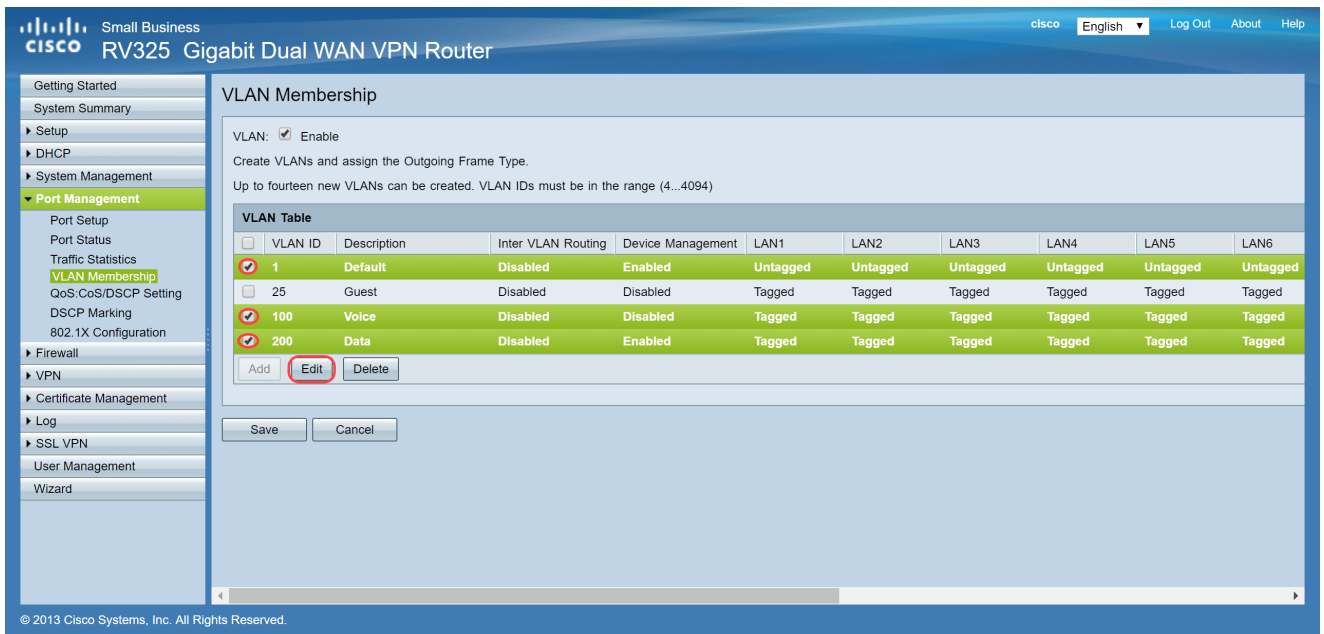 Small Business
cisco English ▼ Log Out About Help
CISCO RV325 Gigabit Dual WAN VPN Router
Getting Started
System Summary
Setup
DHCP
System Management
Port Management
Port Setup
Port Status
Traffic Statistics
VLAN Membership
QoS:CoS/DSCP Setting
DSCP Marking
802.1X Configuration
Firewall
VPN
Certificate Management
Log
SSL VPN
User Management
Wizard
VLAN Membership
VLAN: Enable
Create VLANs and assign the Outgoing Frame Type.
Up to fourteen new VLANs can be created. VLAN IDs must be in the range (4...4094)
VLAN Table
VLAN ID Description Inter VLAN Routing Device Management LAN1 LAN2 LAN3 LAN4 LAN5 LAN6
1 Default Disabled Enabled Untagged Untagged Untagged Untagged Untagged Untagged
25 Guest Disabled Disabled Tagged Tagged Tagged Tagged Tagged Tagged
100 Voice Disabled Disabled Tagged Tagged Tagged Tagged Tagged Tagged
200 Data Disabled Enabled Tagged Tagged Tagged Tagged Tagged Tagged
Add Edit Delete
Save Cancel
© 2013 Cisco Systems, Inc. All Rights Reserved.